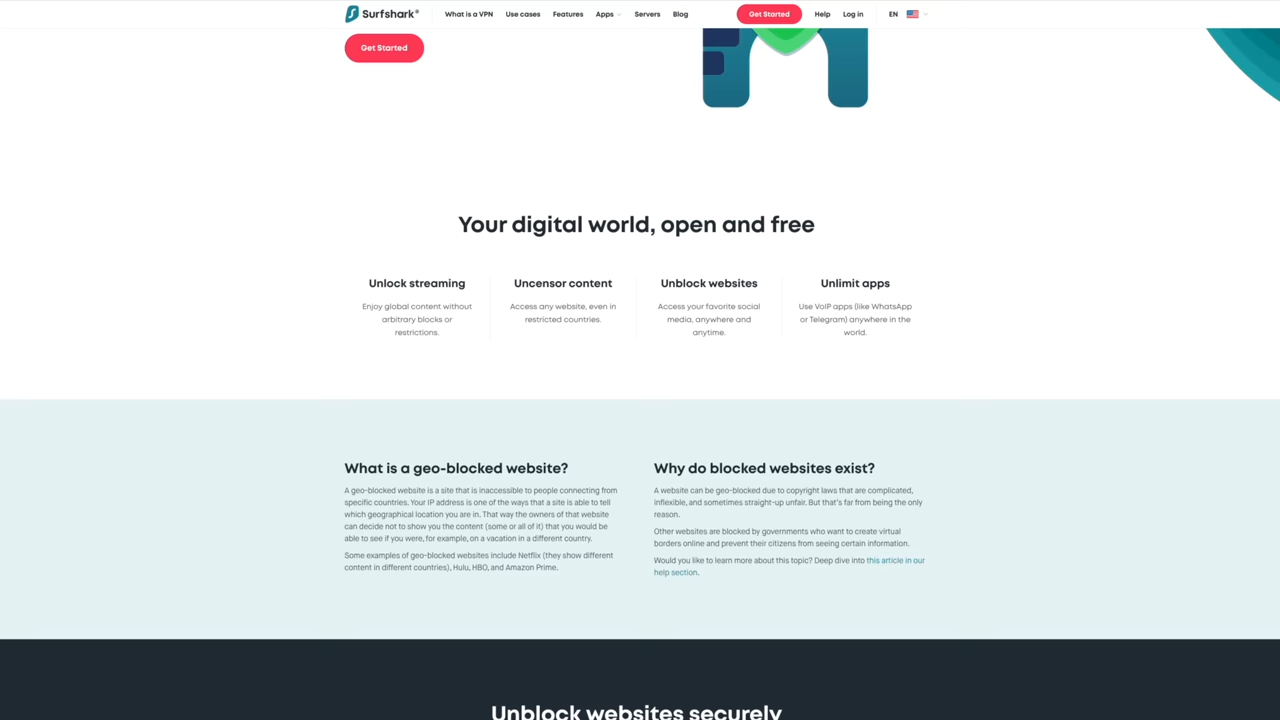 Surfshark®
What is a VPN
Use cases
Features
Apps
Servers
Blog
Get Started
Help
Log in
EN
Get Started
Your digital world, open and free
Unlock streaming
Enjoy global content without
arbitrary blocks or
restrictions.
Uncensor content
Access any website, even in
restricted countries.
Unblock websites
Access your favorite social
media, anywhere and
anytime.
Unlimit apps
Use VoIP apps (like WhatsApp
or Telegram) anywhere in the
world.
What is a geo-blocked website?
A geo-blocked website is a site that is inaccessible to people connecting from
specific countries. Your IP address is one of the ways that a site is able to tell
which geographical location you are in. That way the owners of that website
can decide not to show you the content (some or all of it) that you would be
able to see if you were, for example, on a vacation in a different country.
Some examples of geo-blocked websites include Netflix (they show different
content in different countries), Hulu, HBO, and Amazon Prime.
Why do blocked websites exist?
A website can be geo-blocked due to copyright laws that are complicated,
inflexible, and sometimes straight-up unfair. But that's far from being the only
reason.
Other websites are blocked by governments who want to create virtual
borders online and prevent their citizens from seeing certain information.
Would you like to learn more about this topic? Deep dive into this article in our
help section.
Unblock websites securely